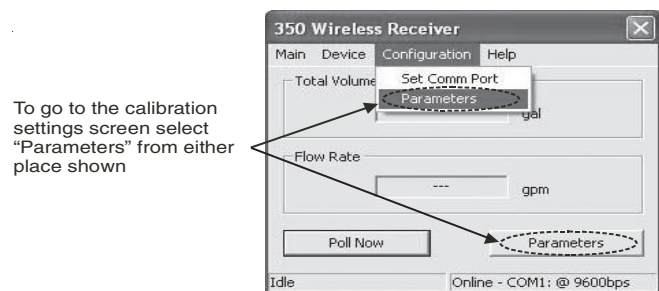 350 Wireless Receiver
Main Device Configuration Help
Set Comm Port
Parameters
Total Volume
gal
To go to the calibration
settings screen select
“Parameters” from either
place shown
Flow Rate
--- gpm
Poll Now Parameters
Idle Online - COM1: @ 9600bps